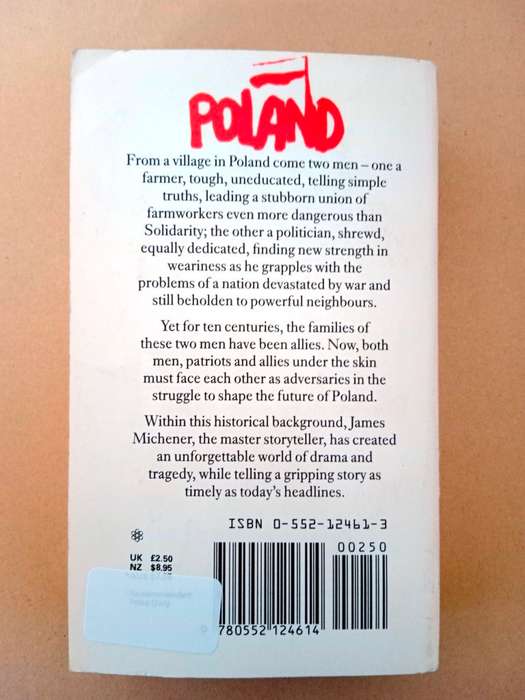 POLAND
From a village in Poland come two men – one a
farmer, tough, uneducated, telling simple
truths, leading a stubborn union of
farmworkers even more dangerous than
Solidarity; the other a politician, shrewd,
equally dedicated, finding new strength in
weariness as he grapples with the
problems of a nation devastated by war and
still beholden to powerful neighbours.
Yet for ten centuries, the families of
these two men have been allies. Now, both
men, patriots and allies under the skin
must face each other as adversaries in the
struggle to shape the future of Poland.
Within this historical background, James
Michener, the master storyteller, has created
an unforgettable world of drama and
tragedy, while telling a gripping story as
timely as today's headlines.
ISBN 0-552-12461-3
00250
UK £2.50
NZ $8.95
9 780552 124614